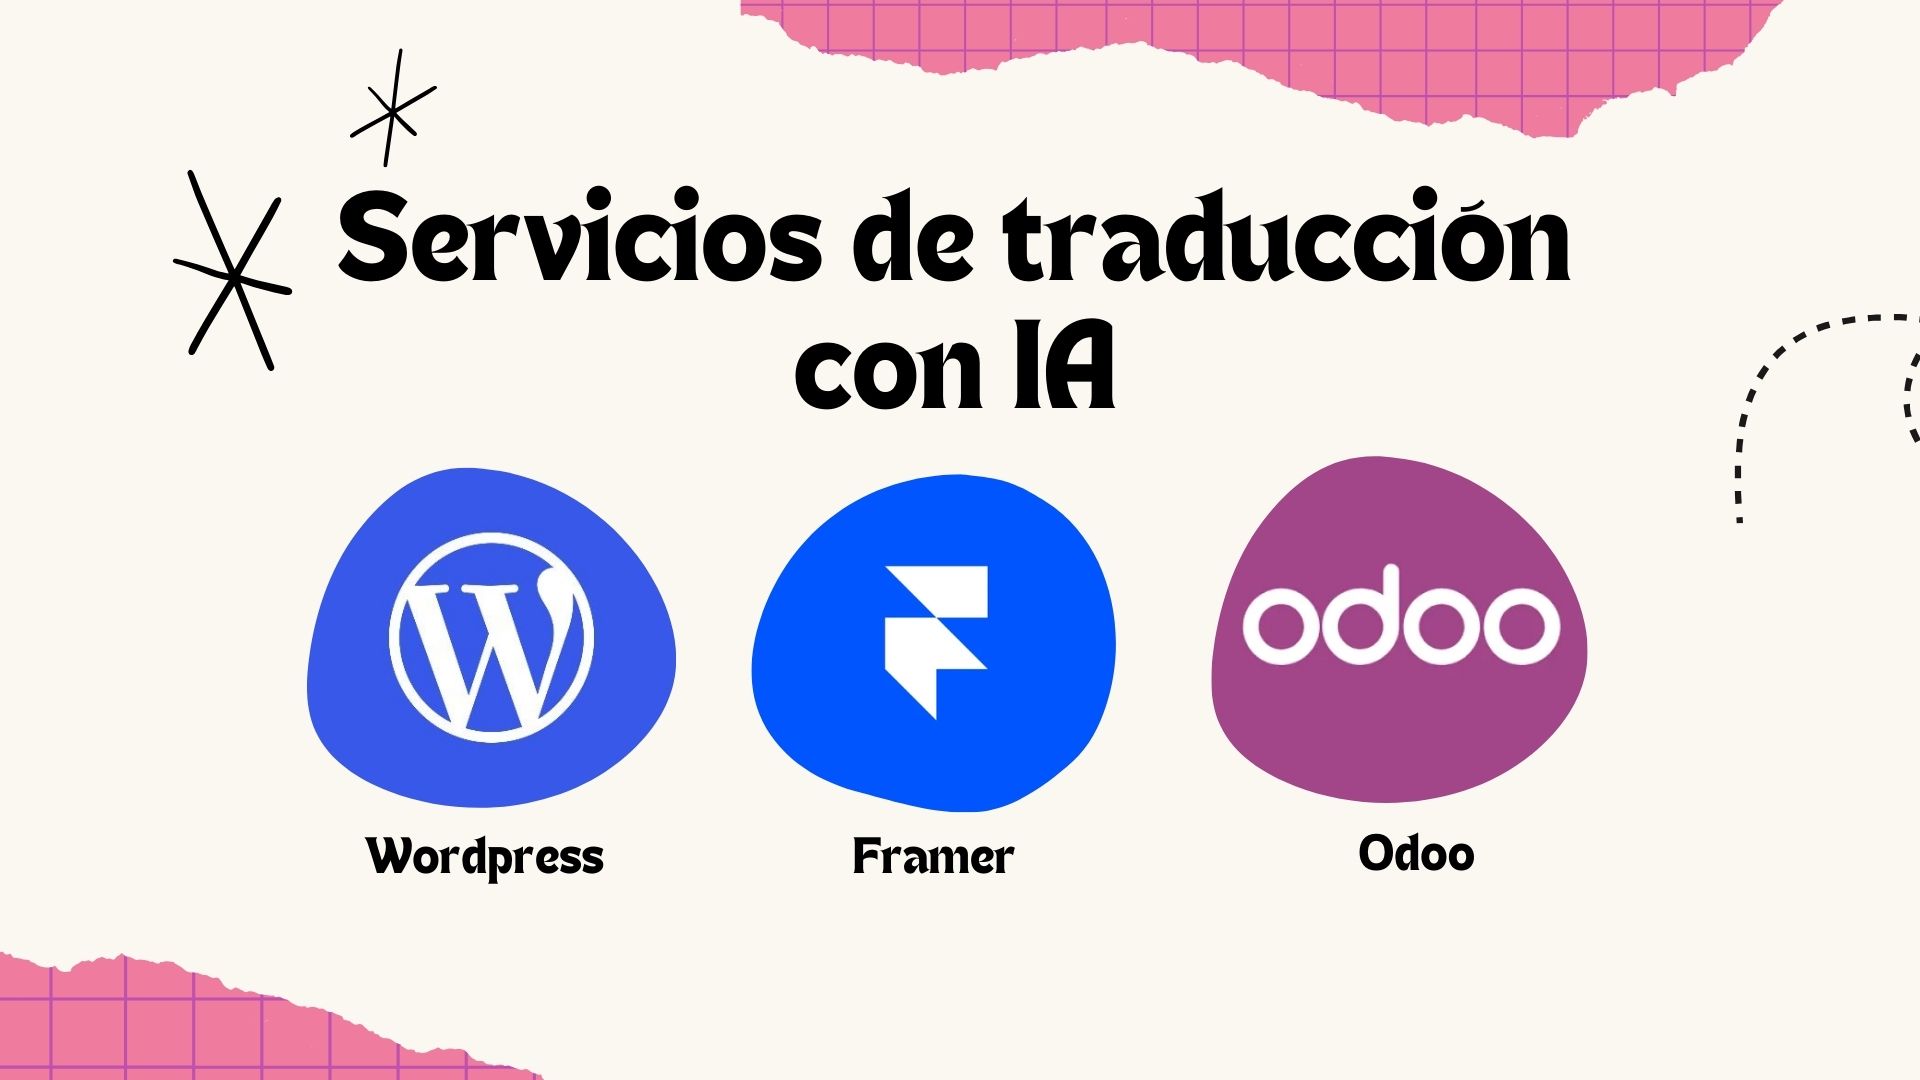 Servicios de traducción
con IA
odoo
Wordpress
Framer
Odoo